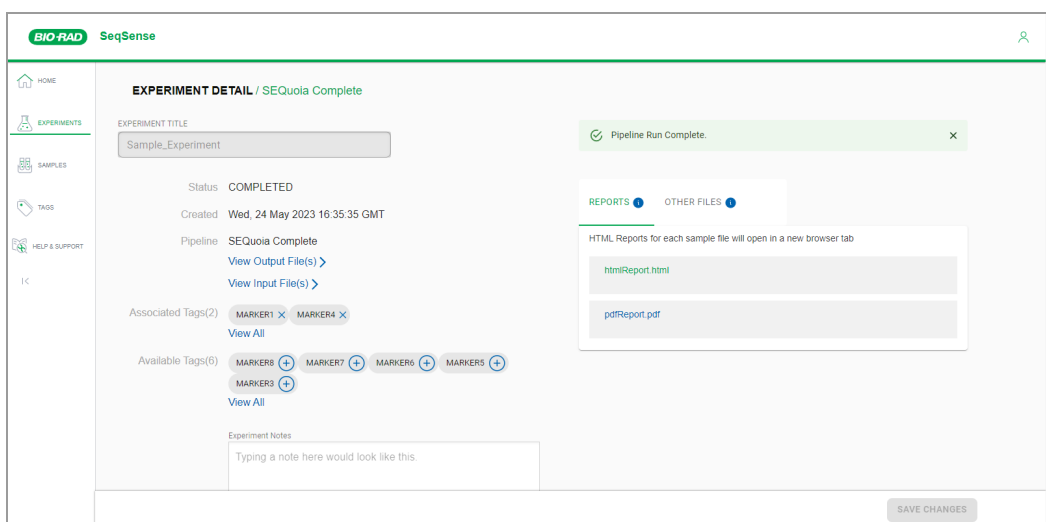 BIO-RAD SeqSense
HOME
EXPERIMENTS
SAMPLES
TAGS
HELP & SUPPORT
EXPERIMENT DETAIL / SEQuoia Complete
EXPERIMENT TITLE
Sample_Experiment
Status COMPLETED
Created Wed, 24 May 2023 16:35:35 GMT
Pipeline SEQuoia Complete
View Output File(s)
View Input File(s)
Associated Tags(2) MARKER1 MARKER4
View All
Available Tags(6) MARKER8 MARKER7 MARKER6 MARKER5
MARKER3
View All
Experiment Notes
Typing a note here would look like this.
Pipeline Run Complete.
REPORTS OTHER FILES
HTML Reports for each sample file will open in a new browser tab
htmlReport.html
pdfReport.pdf
SAVE CHANGES